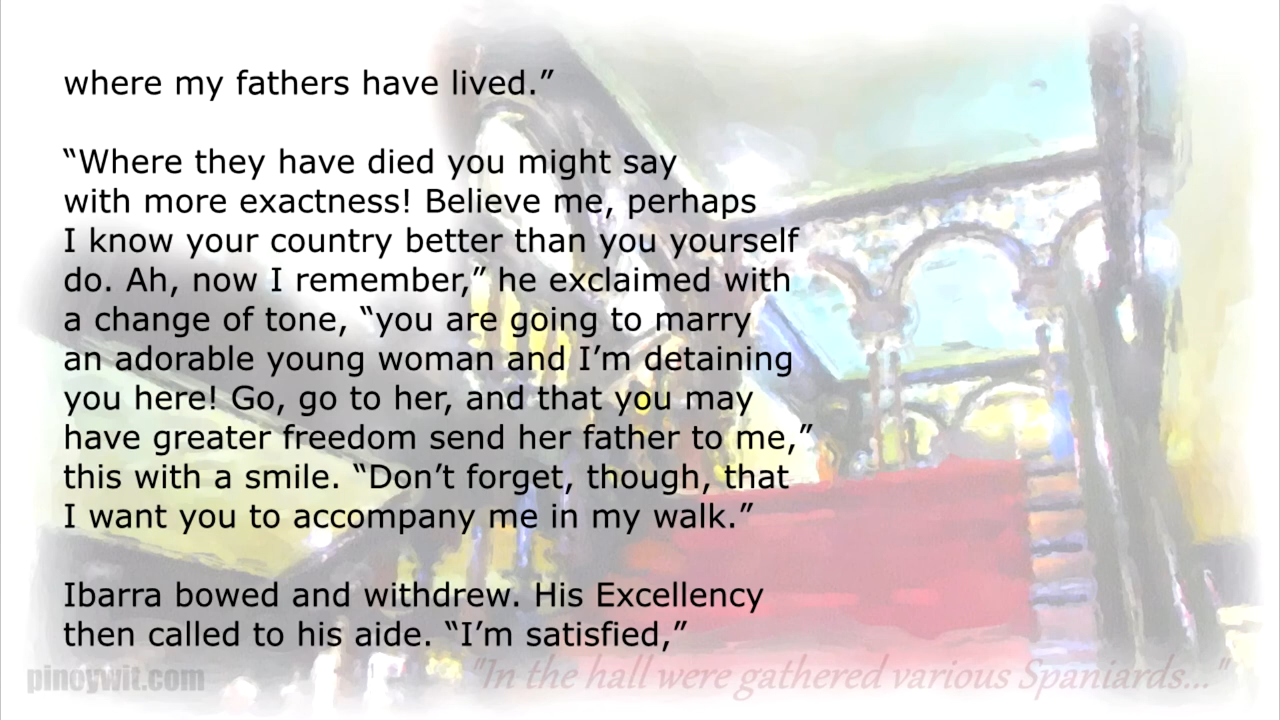 where my fathers have lived.”
“Where they have died you might say
with more exactness! Believe me, perhaps
I know your country better than you yourself
do. Ah, now I remember,” he exclaimed with
a change of tone, “you are going to marry
an adorable young woman and I’m detaining
you here! Go, go to her, and that you may
have greater freedom send her father to me,”
this with a smile. “Don’t forget, though, that
I want you to accompany me in my walk.”
Ibarra bowed and withdrew. His Excellency
then called to his aide. “I’m satisfied,”
pinoywit.com
"In the hall were gathered various Spaniards..."